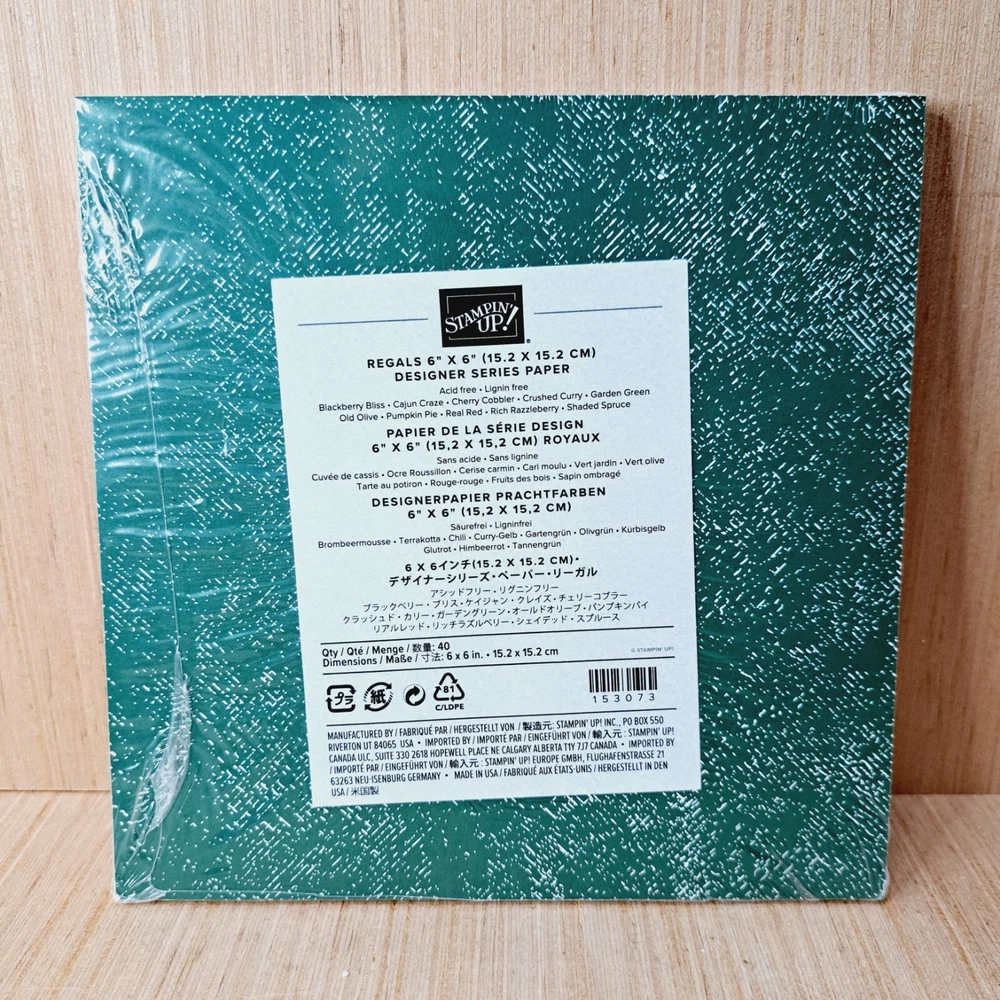 STAMPIN' UP!®
REGALS 6" X 6" (15.2 X 15.2 CM)
DESIGNER SERIES PAPER
Acid free • Lignin free
Blackberry Bliss • Cajun Craze • Cherry Cobbler • Crushed Curry • Garden Green
Old Olive • Pumpkin Pie • Real Red • Rich Razzleberry • Shaded Spruce
PAPIER DE LA SÉRIE DESIGN
6" X 6" (15,2 X 15,2 CM) ROYAUX
Sans acide • Sans lignine
Cuvée de cassis • Ocre Roussillon • Cerise carmin • Cari moulu • Vert jardin • Vert olive
Tarte au potiron • Rouge-rouge • Fruits des bois • Sapin ombragé
DESIGNERPAPIER PRACHTFARBEN
6" X 6" (15,2 X 15,2 CM)
Säurefrei • Ligninfrei
Brombeermousse • Terrakotta • Chili • Curry-Gelb • Gartengrün • Olivgrün • Kürbisgelb
Glutrot • Himbeerrot • Tannengrün
6 X 6インチ(15.2 X 15.2 CM)•
デザイナーシリーズ・ペーパー・リーガル
アシッドフリー・リグニンフリー
ブラックベリー・ブリス・ケイジャン・クレイズ・チェリーコブラー
クラッシュド・カリー・ガーデングリーン・オールドオリーブ・パンプキンパイ
リアルレッド・リッチラズルベリー・シェイデッド・スプルース
Qty / Qté / Menge / 数量: 40
Dimensions / Maße / 寸法: 6 x 6 in. • 15.2 x 15.2 cm
© STAMPIN' UP!
プラ 紙 81
C/LDPE
153073
MANUFACTURED BY / FABRIQUÉ PAR / HERGESTELLT VON / 製造元: STAMPIN' UP! INC., PO BOX 550
RIVERTON UT 84065 USA • IMPORTED BY / IMPORTÉ PAR / EINGEFÜHRT VON / 輸入元 : STAMPIN' UP!
CANADA ULC, SUITE 330 2618 HOPEWELL PLACE NE CALGARY ALBERTA T1Y 7J7 CANADA • IMPORTED BY
/ IMPORTÉ PAR / EINGEFÜHRT VON / 輸入元 : STAMPIN' UP! EUROPE GMBH, FLUGHAFENSTRASSE 21
63263 NEU-ISENBURG GERMANY • MADE IN USA / FABRIQUÉ AUX ÉTATS-UNIS / HERGESTELLT IN DEN
USA / 米国製